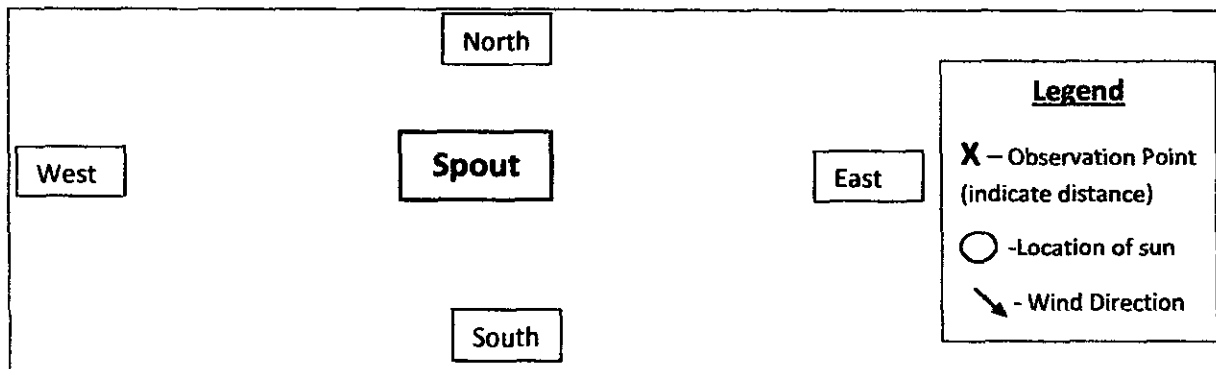 North
Legend
West
Spout
East
X – Observation Point
(indicate distance)
-Location of sun
- Wind Direction
South